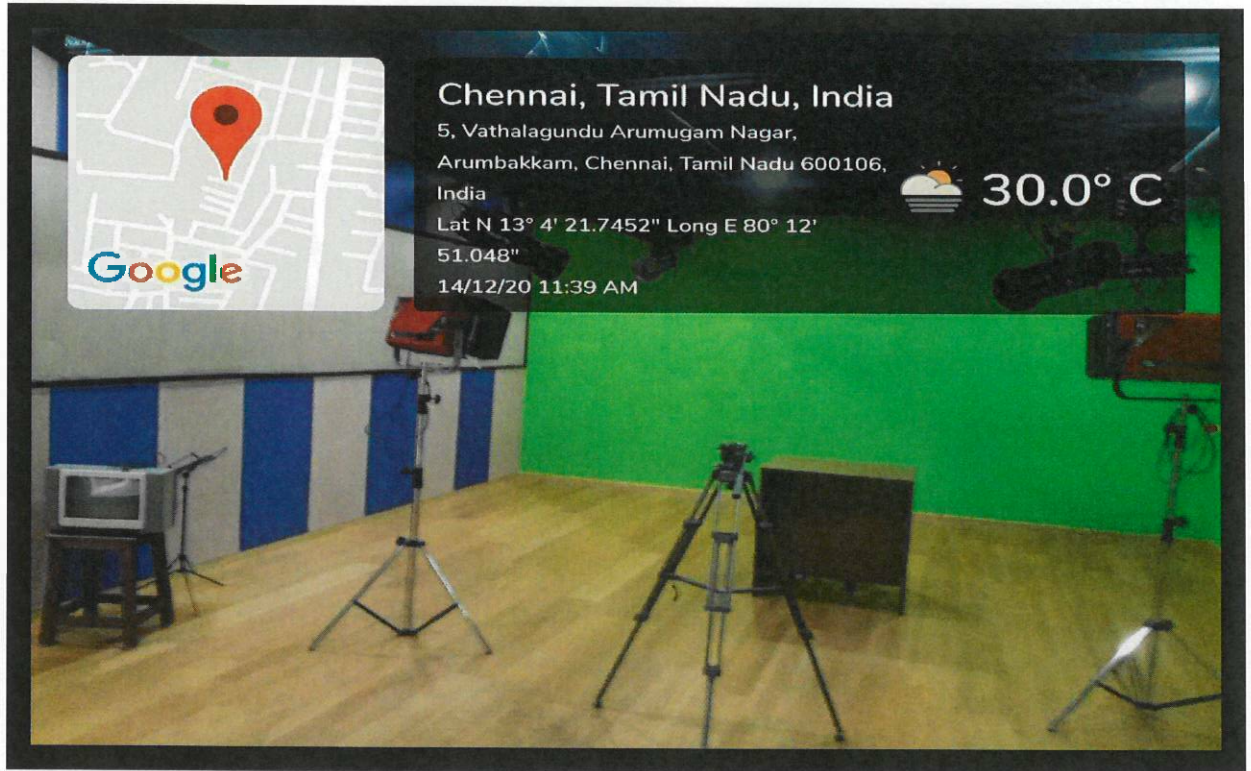 Google
Chennai, Tamil Nadu, India
5, Vathalagundu Arumugam Nagar,
Arumbakkam, Chennai, Tamil Nadu 600106,
India
Lat N 13° 4' 21.7452" Long E 80° 12'
51.048"
14/12/20 11:39 AM
30.0° C